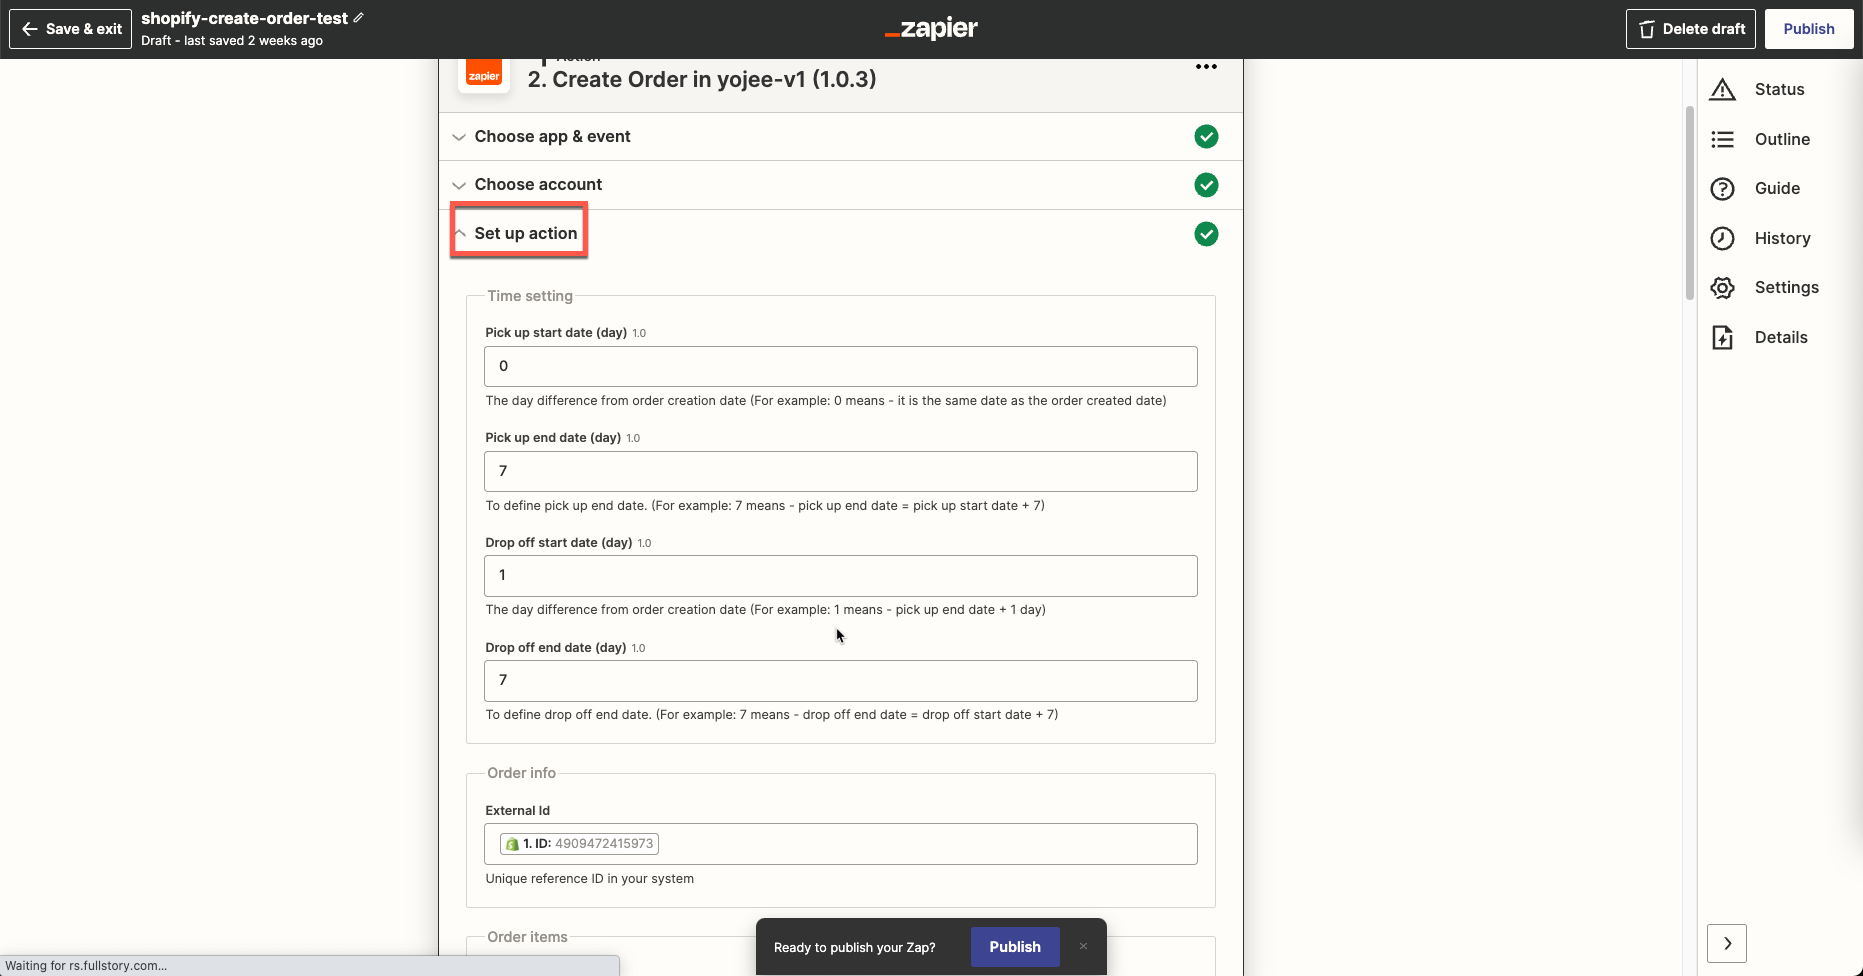 Save & exit
shopify-create-order-test
Draft - last saved 2 weeks ago
zapier
Delete draft
Publish
zapier
Action
2. Create Order in yojee-v1 (1.0.3)
Choose app & event
Choose account
Set up action
Time setting
Pick up start date (day) 1.0
0
The day difference from order creation date (For example: 0 means - it is the same date as the order created date)
Pick up end date (day) 1.0
7
To define pick up end date. (For example: 7 means - pick up end date = pick up start date + 7)
Drop off start date (day) 1.0
1
The day difference from order creation date (For example: 1 means - pick up end date + 1 day)
Drop off end date (day) 1.0
7
To define drop off end date. (For example: 7 means - drop off end date = drop off start date + 7)
Order info
External Id
1. ID: 4909472415973
Unique reference ID in your system
Order items
Ready to publish your Zap?
Publish
Status
Outline
Guide
History
Settings
Details
Waiting for rs.fullstory.com...